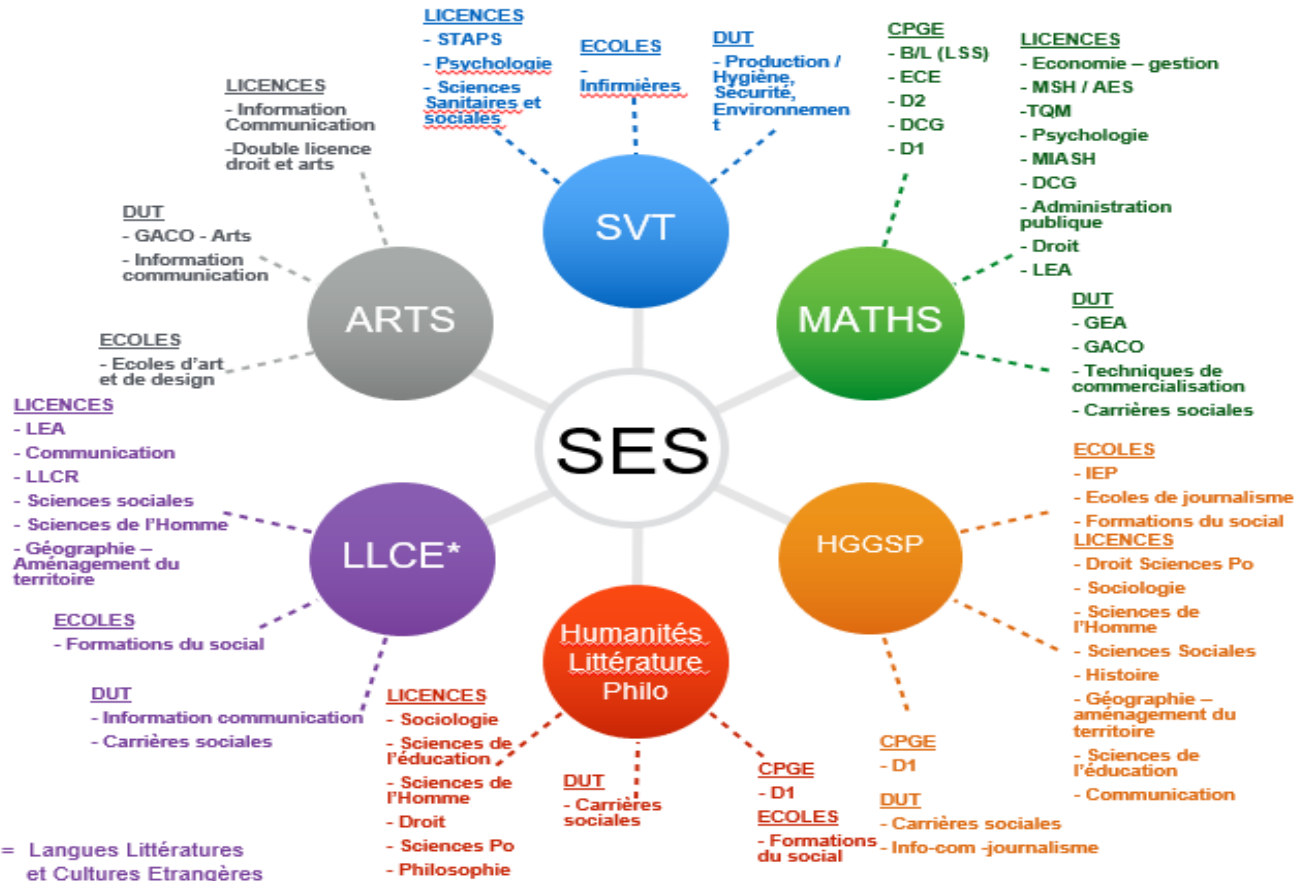 LICENCES
- STAPS
- Psychologie
- Sciences
Sanitaires et
sociales
ECOLES
-
Infirmières
DUT
- Production /
Hygiène,
Sécurité,
Environnemen
t
CPGE
- B/L (LSS)
- ECE
- D2
- DCG
- D1
LICENCES
- Economie – gestion
- MSH / AES
-TQM
- Psychologie
- MIASH
- DCG
- Administration
publique
- Droit
- LEA
LICENCES
- Information
Communication
-Double licence
droit et arts
DUT
- GACO - Arts
- Information
communication
ECOLES
- Ecoles d'art
et de design
SVT
ARTS
MATHS
DUT
- GEA
- GACO
- Techniques de
commercialisation
- Carrières sociales
SES
LICENCES
- LEA
- Communication
- LLCR
- Sciences sociales
- Sciences de l'Homme
- Géographie –
Aménagement du
territoire
ECOLES
- Formations du social
DUT
- Information communication
- Carrières sociales
LLCE*
HGGSP
Humanités
Littérature
Philo
ECOLES
- IEP
- Ecoles de journalisme
- Formations du social
LICENCES
- Droit Sciences Po
- Sociologie
- Sciences de
l'Homme
- Sciences Sociales
- Histoire
- Géographie –
aménagement du
territoire
- Sciences de
l'éducation
- Communication
LICENCES
- Sociologie
- Sciences de
l'éducation
- Sciences de
l'Homme
- Droit
- Sciences Po
- Philosophie
DUT
- Carrières
sociales
CPGE
- D1
ECOLES
- Formations
du social
CPGE
- D1
DUT
- Carrières sociales
- Info-com -journalisme
= Langues Littératures
et Cultures Etrangères